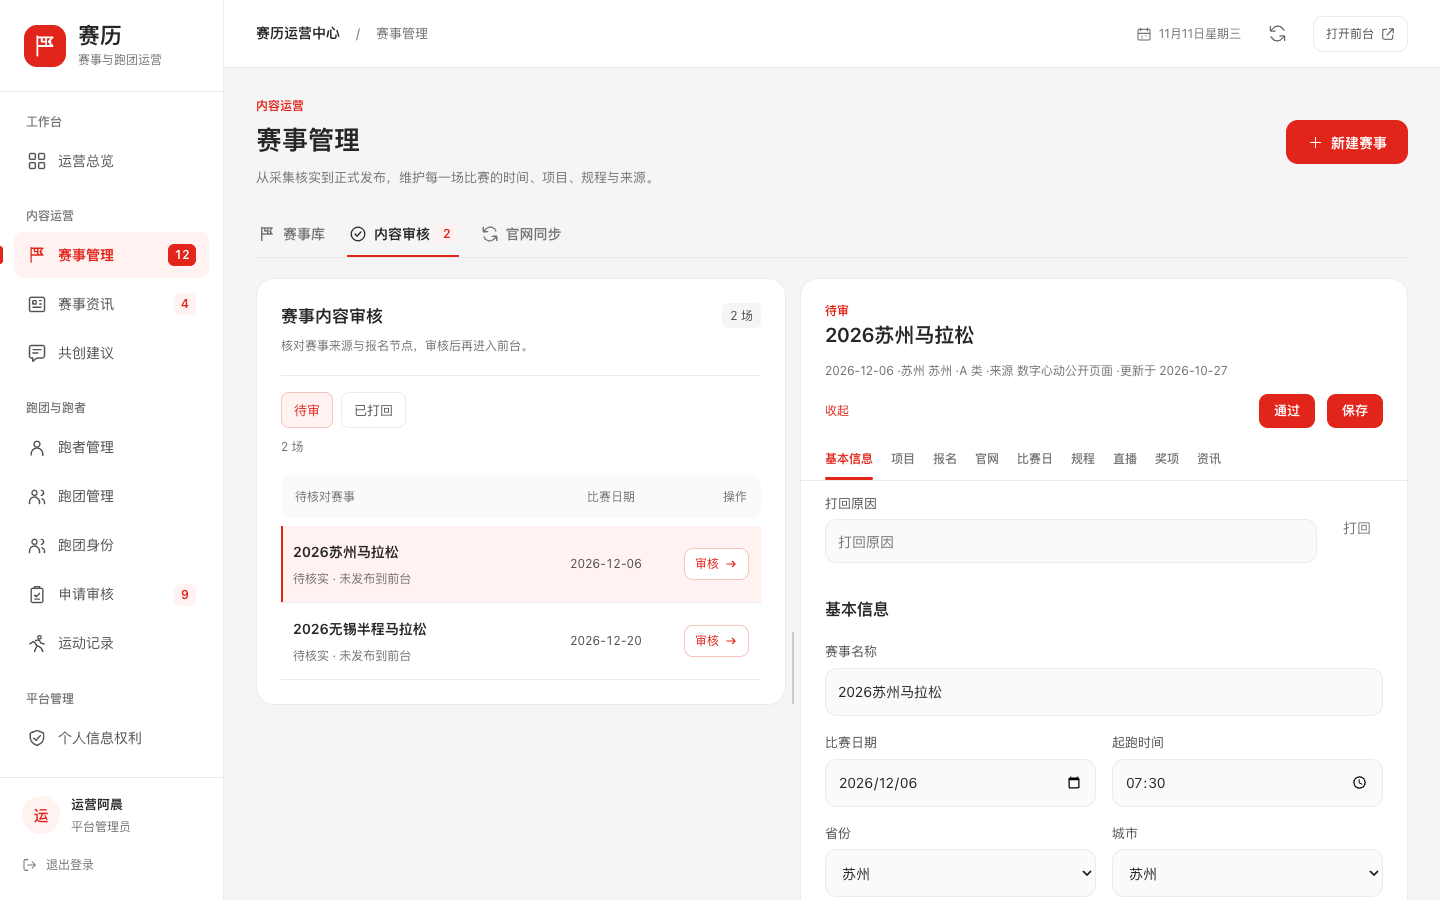 赛历
赛事与跑团运营
工作台
运营总览
内容运营
赛事管理 12
赛事资讯 4
共创建议
跑团与跑者
跑者管理
跑团管理
跑团身份
申请审核 9
运动记录
平台管理
个人信息权利
运 运营阿晨
平台管理员
退出登录
赛历运营中心 / 赛事管理
11月11日星期三
打开前台
内容运营
赛事管理
从采集核实到正式发布，维护每一场比赛的时间、项目、规程与来源。
新建赛事
赛事库 内容审核 2 官网同步
赛事内容审核 2 场
核对赛事来源与报名节点，审核后再进入前台。
待审 已打回
2 场
待核对赛事 比赛日期 操作
2026苏州马拉松
待核实 · 未发布到前台
2026-12-06
审核 →
2026无锡半程马拉松
待核实 · 未发布到前台
2026-12-20
审核 →
待审
2026苏州马拉松
2026-12-06 ·苏州 苏州 ·A 类 ·来源 数字心动公开页面 ·更新于 2026-10-27
收起 通过 保存
基本信息 项目 报名 官网 比赛日 规程 直播 奖项 资讯
打回原因
打回原因 打回
基本信息
赛事名称
2026苏州马拉松
比赛日期 起跑时间
2026/12/06 07:30
省份 城市
苏州 苏州